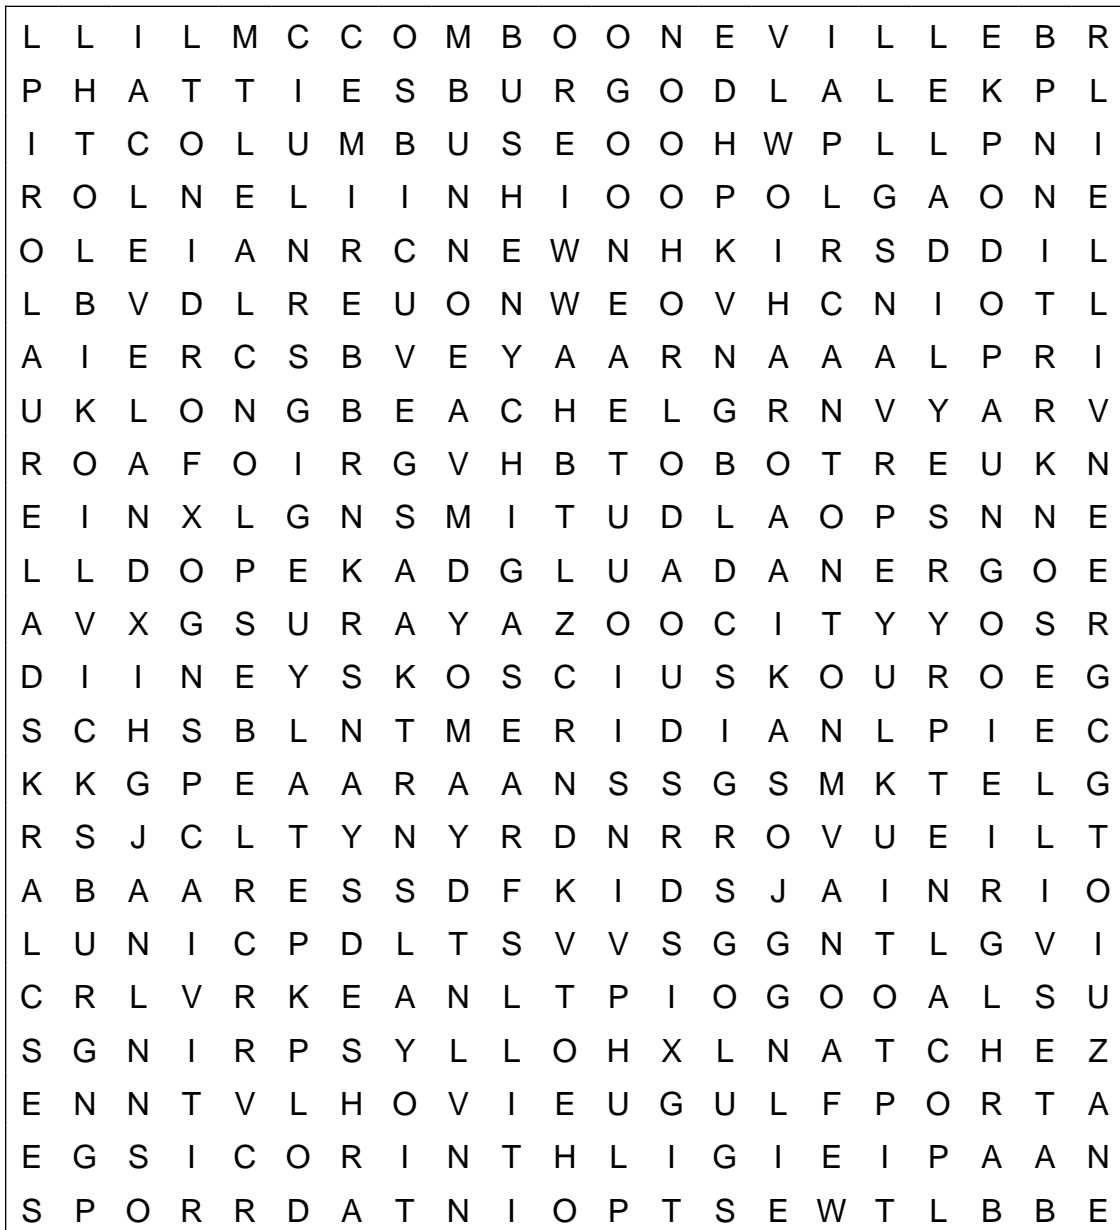 L L I L M C C O M B O O N E V I L L E B R
P H A T T I E S B U R G O D L A L E K P L
I T C O L U M B U S E O O H W P L L P N I
R O L N E L I I N H I O O P O L G A O N E
O L E I A N R C N E W N H K I R S D D I L
L B V D L R E U O N W E O V H C N I O T L
A I E R C S B V E Y A A R N A A A L P R I
U K L O N G B E A C H E L G R N V Y A R V
R O A F O I R G V H B T O B O T R E U K N
E I N X L G N S M I T U D L A O P S N N E
L L D O P E K A D G L U A D A N E R G O E
A V X G S U R A Y A Z O O C I T Y Y O S R
D I I N E Y S K O S C I U S K O U R O E G
S C H S B L N T M E R I D I A N L P I E C
K K G P E A A R A A N S S G S M K T E L G
R S J C L T Y N Y R D N R R O V U E I L T
A B A A R E S S D F K I D S J A I N R I O
L U N I C P D L T S V V S G G N T L G V I
C R L V R K E A N L T P I O G O O A L S U
S G N I R P S Y L L O H X L N A T C H E Z
E N N T V L H O V I E U G U L F P O R T A
E G S I C O R I N T H L I G I E I P A A N
S P O R R D A T N I O P T S E W T L B B E